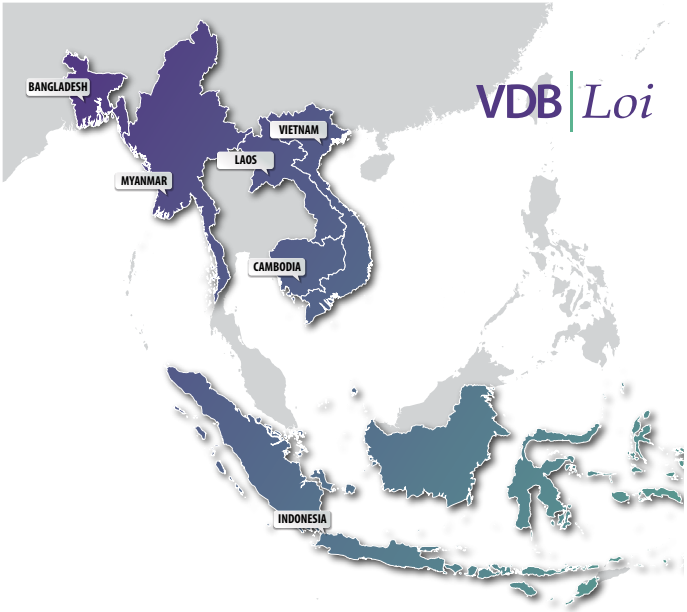 VDB Loi
BANGLADESH
VIETNAM
LAOS
MYANMAR
CAMBODIA
INDONESIA